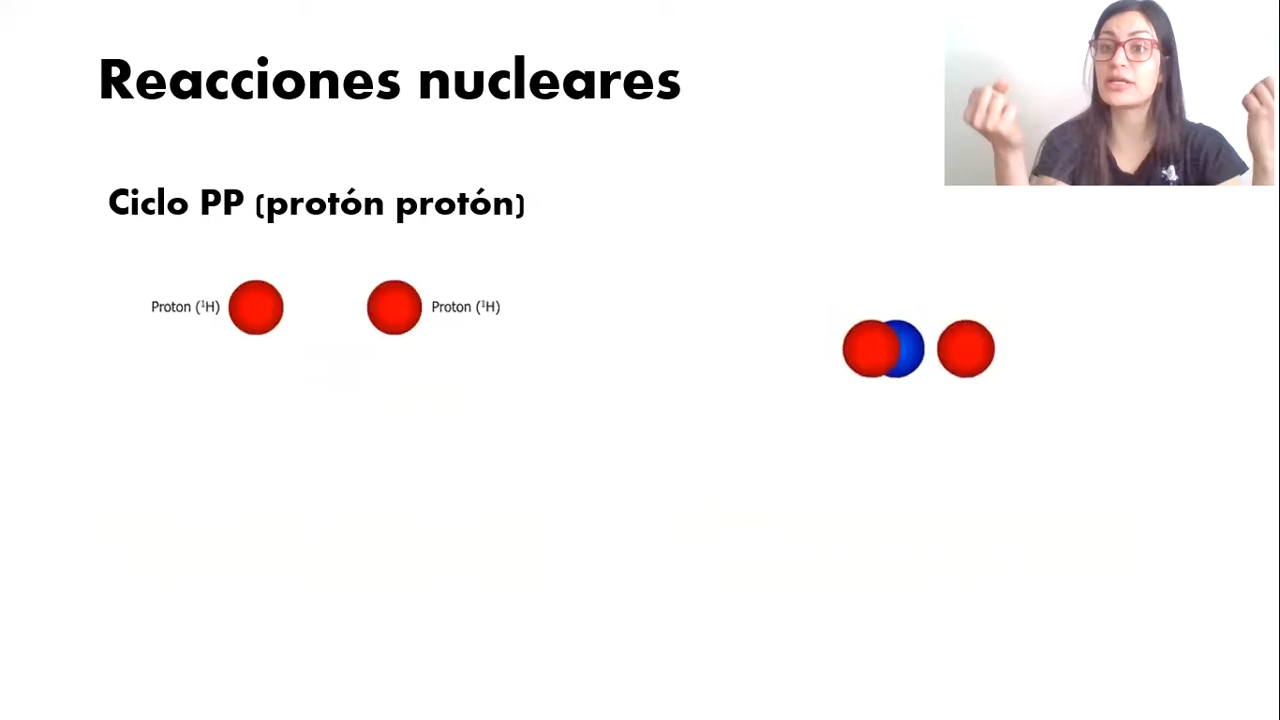 Reacciones nucleares
Ciclo PP (protón protón)
Proton (¹H)
Proton (¹H)